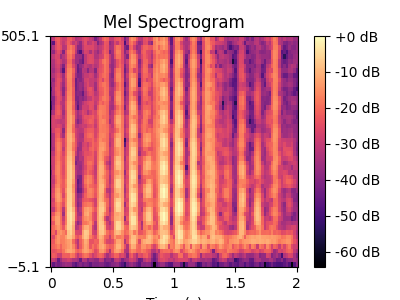 Mel Spectrogram
505.1
+0 dB
-10 dB
-20 dB
-30 dB
-40 dB
-50 dB
-60 dB
−5.1
0
0.5
1
1.5
2